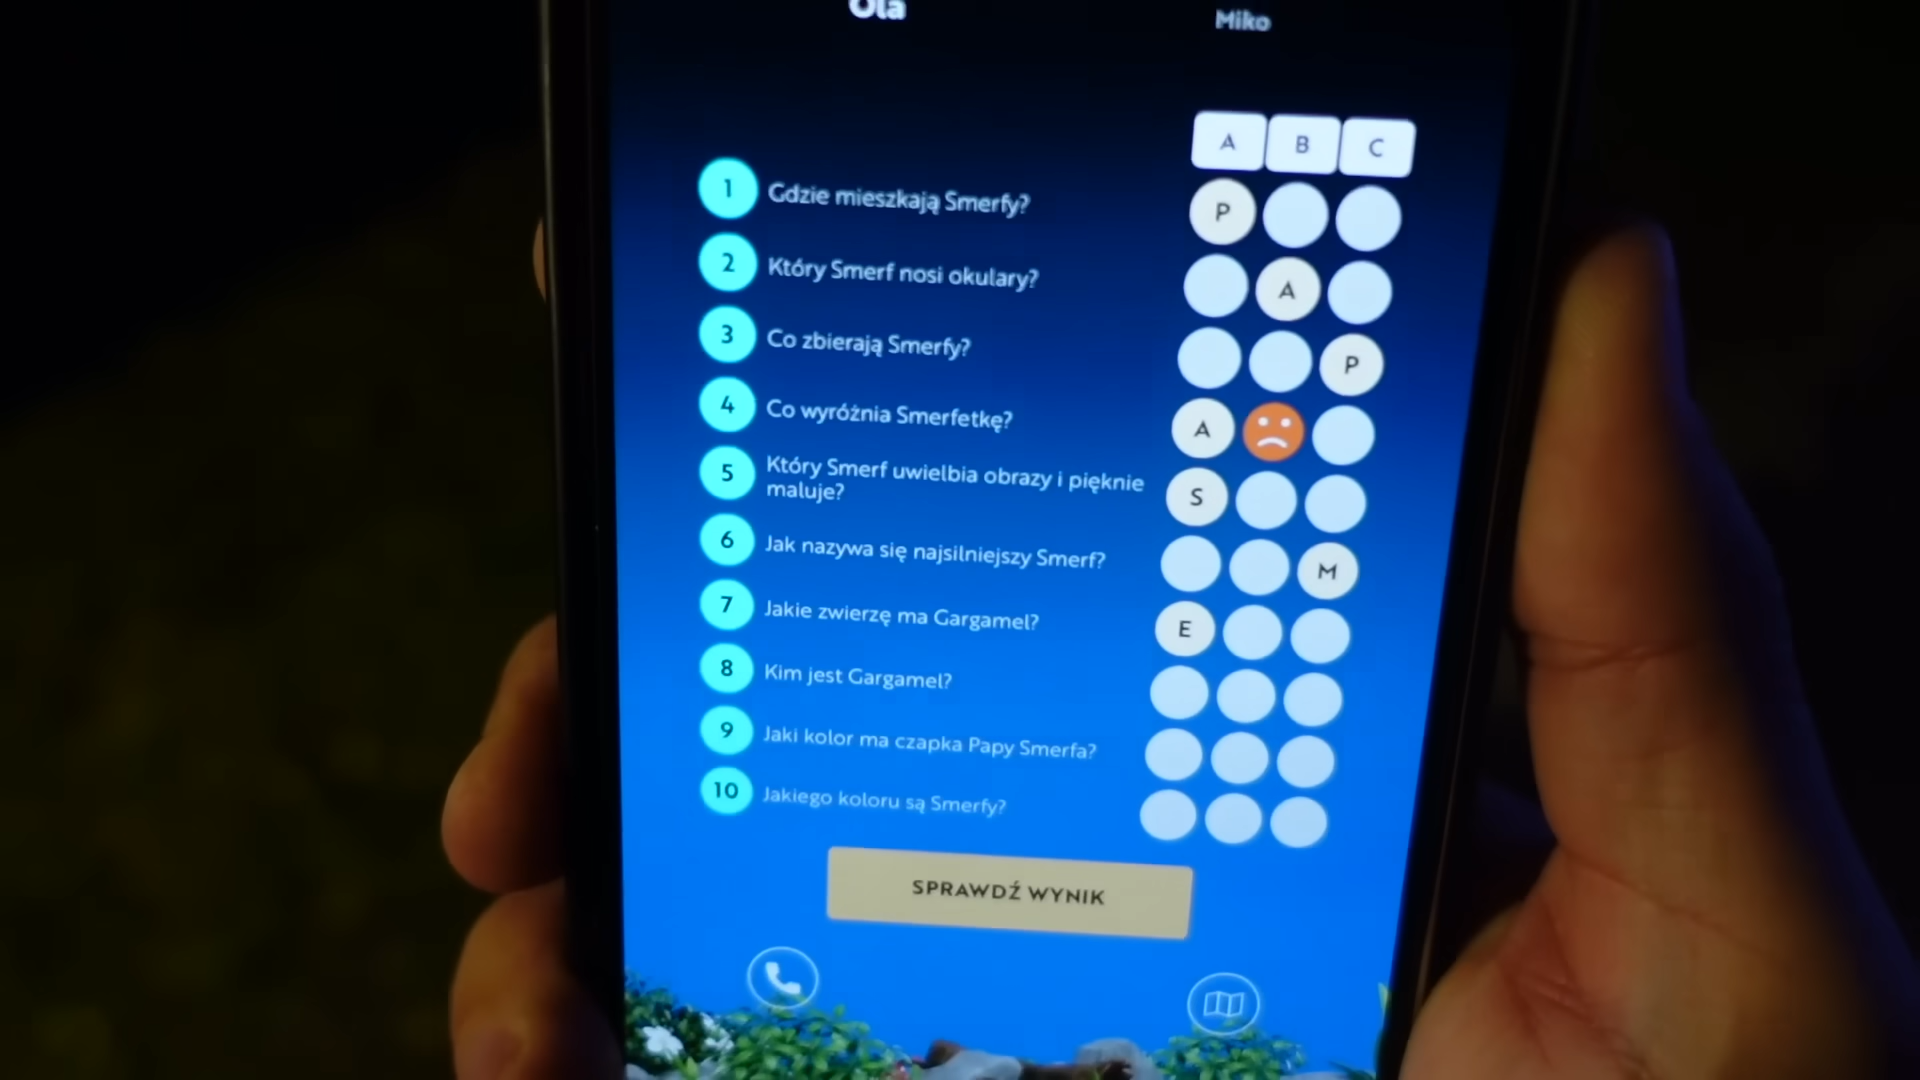 Ola
Miko
A B C
1 Gdzie mieszkają Smerfy? P
2 Który Smerf nosi okulary? A
3 Co zbierają Smerfy? P
4 Co wyróżnia Smerfetkę? A
5 Który Smerf uwielbia obrazy i pięknie
maluje? S
6 Jak nazywa się najsilniejszy Smerf? M
7 Jakie zwierzę ma Gargamel? E
8 Kim jest Gargamel?
9 Jaki kolor ma czapka Papy Smerfa?
10 Jakiego koloru są Smerfy?
SPRAWDŹ WYNIK